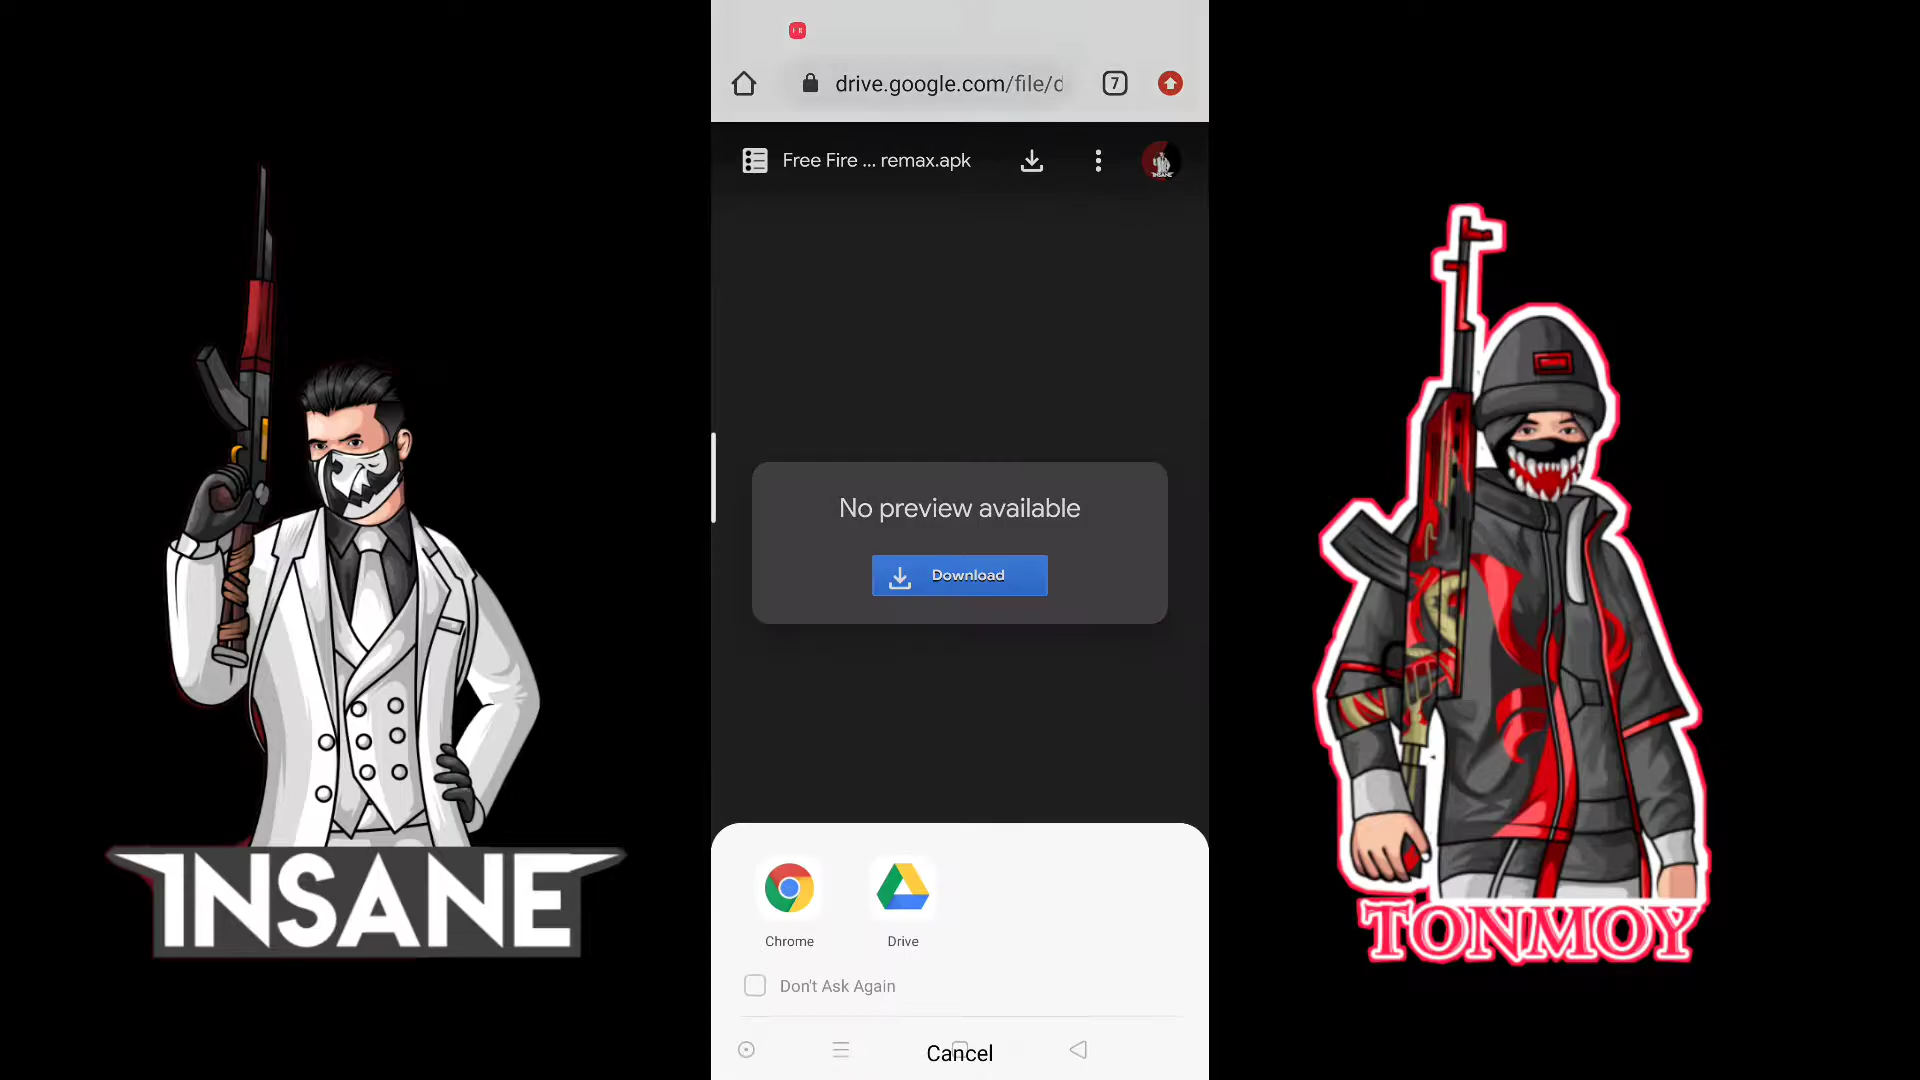 drive.google.com/file/d
7
Free Fire ... remax.apk
No preview available
Download
Chrome
Drive
Don't Ask Again
Cancel
INSANE
TONMOY